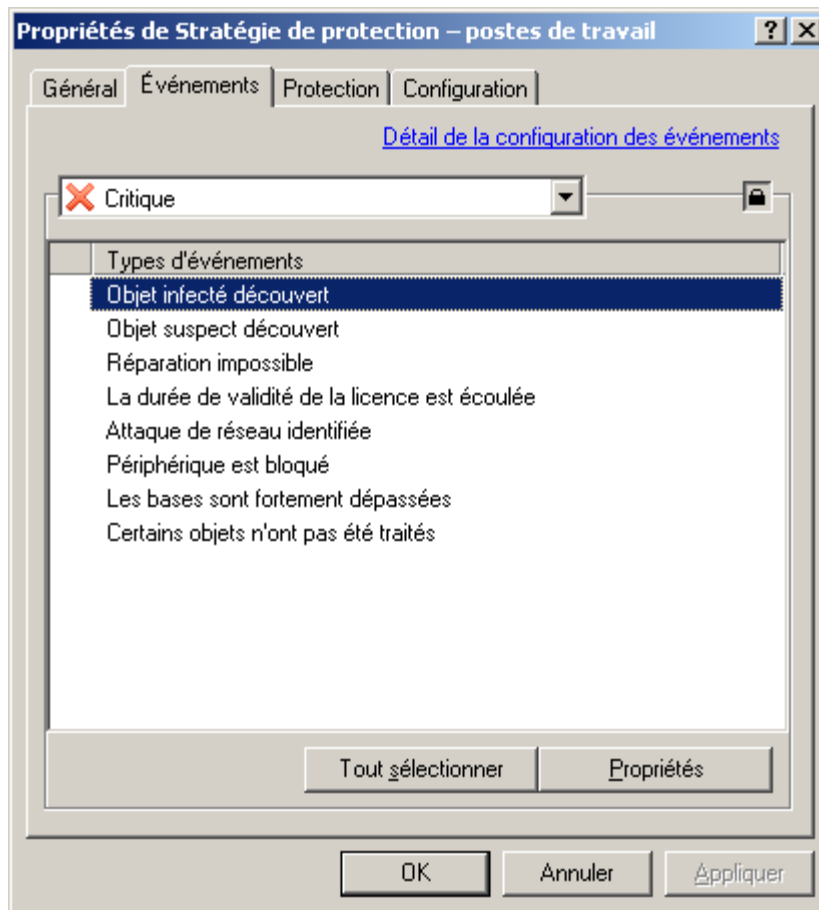 Propriétés de Stratégie de protection – postes de travail
Général Événements Protection Configuration
Détail de la configuration des événements
Critique
Types d'événements
Objet infecté découvert
Objet suspect découvert
Réparation impossible
La durée de validité de la licence est écoulée
Attaque de réseau identifiée
Périphérique est bloqué
Les bases sont fortement dépassées
Certains objets n'ont pas été traités
Tout sélectionner Propriétés
OK Annuler Appliquer